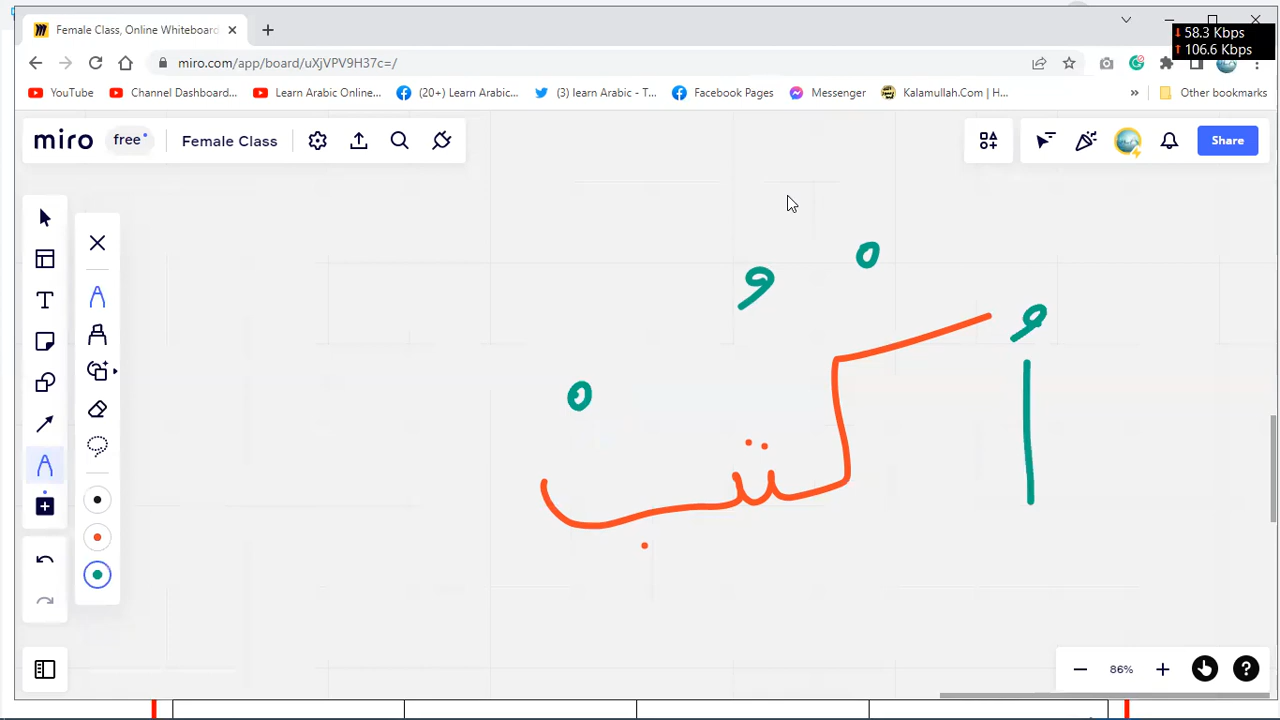 Female Class, Online Whiteboard
58.3 Kbps
106.6 Kbps
miro.com/app/board/uXjVPV9H37c=/
YouTube
Channel Dashboard...
Learn Arabic Online...
(20+) Learn Arabic...
(3) learn Arabic - T...
Facebook Pages
Messenger
Kalamullah.Com | H...
»
Other bookmarks
miro
free
Female Class
Share
اُكْتُبْ
86%